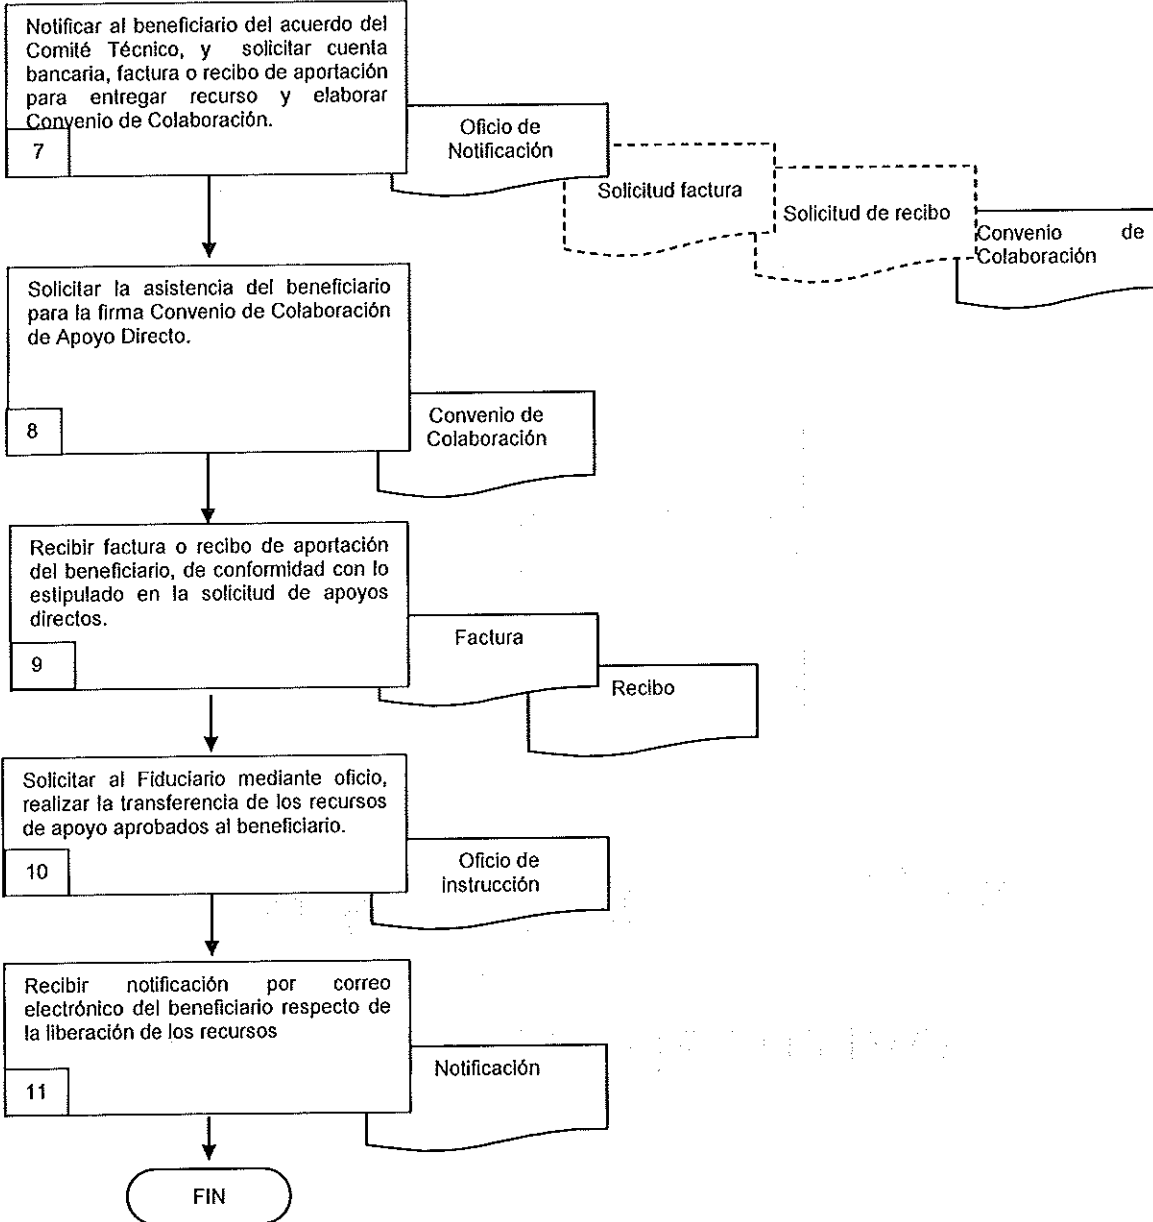 Notificar al beneficiario del acuerdo del
Comité Técnico, y solicitar cuenta
bancaria, factura o recibo de aportación
para entregar recurso y elaborar
Convenio de Colaboración.
7
Oficio de
Notificación
Solicitud factura
Solicitud de recibo
Convenio de
Colaboración
Solicitar la asistencia del beneficiario
para la firma Convenio de Colaboración
de Apoyo Directo.
8
Convenio de
Colaboración
Recibir factura o recibo de aportación
del beneficiario, de conformidad con lo
estipulado en la solicitud de apoyos
directos.
9
Factura
Recibo
Solicitar al Fiduciario mediante oficio,
realizar la transferencia de los recursos
de apoyo aprobados al beneficiario.
10
Oficio de
instrucción
Recibir notificación por correo
electrónico del beneficiario respecto de
la liberación de los recursos
11
Notificación
FIN